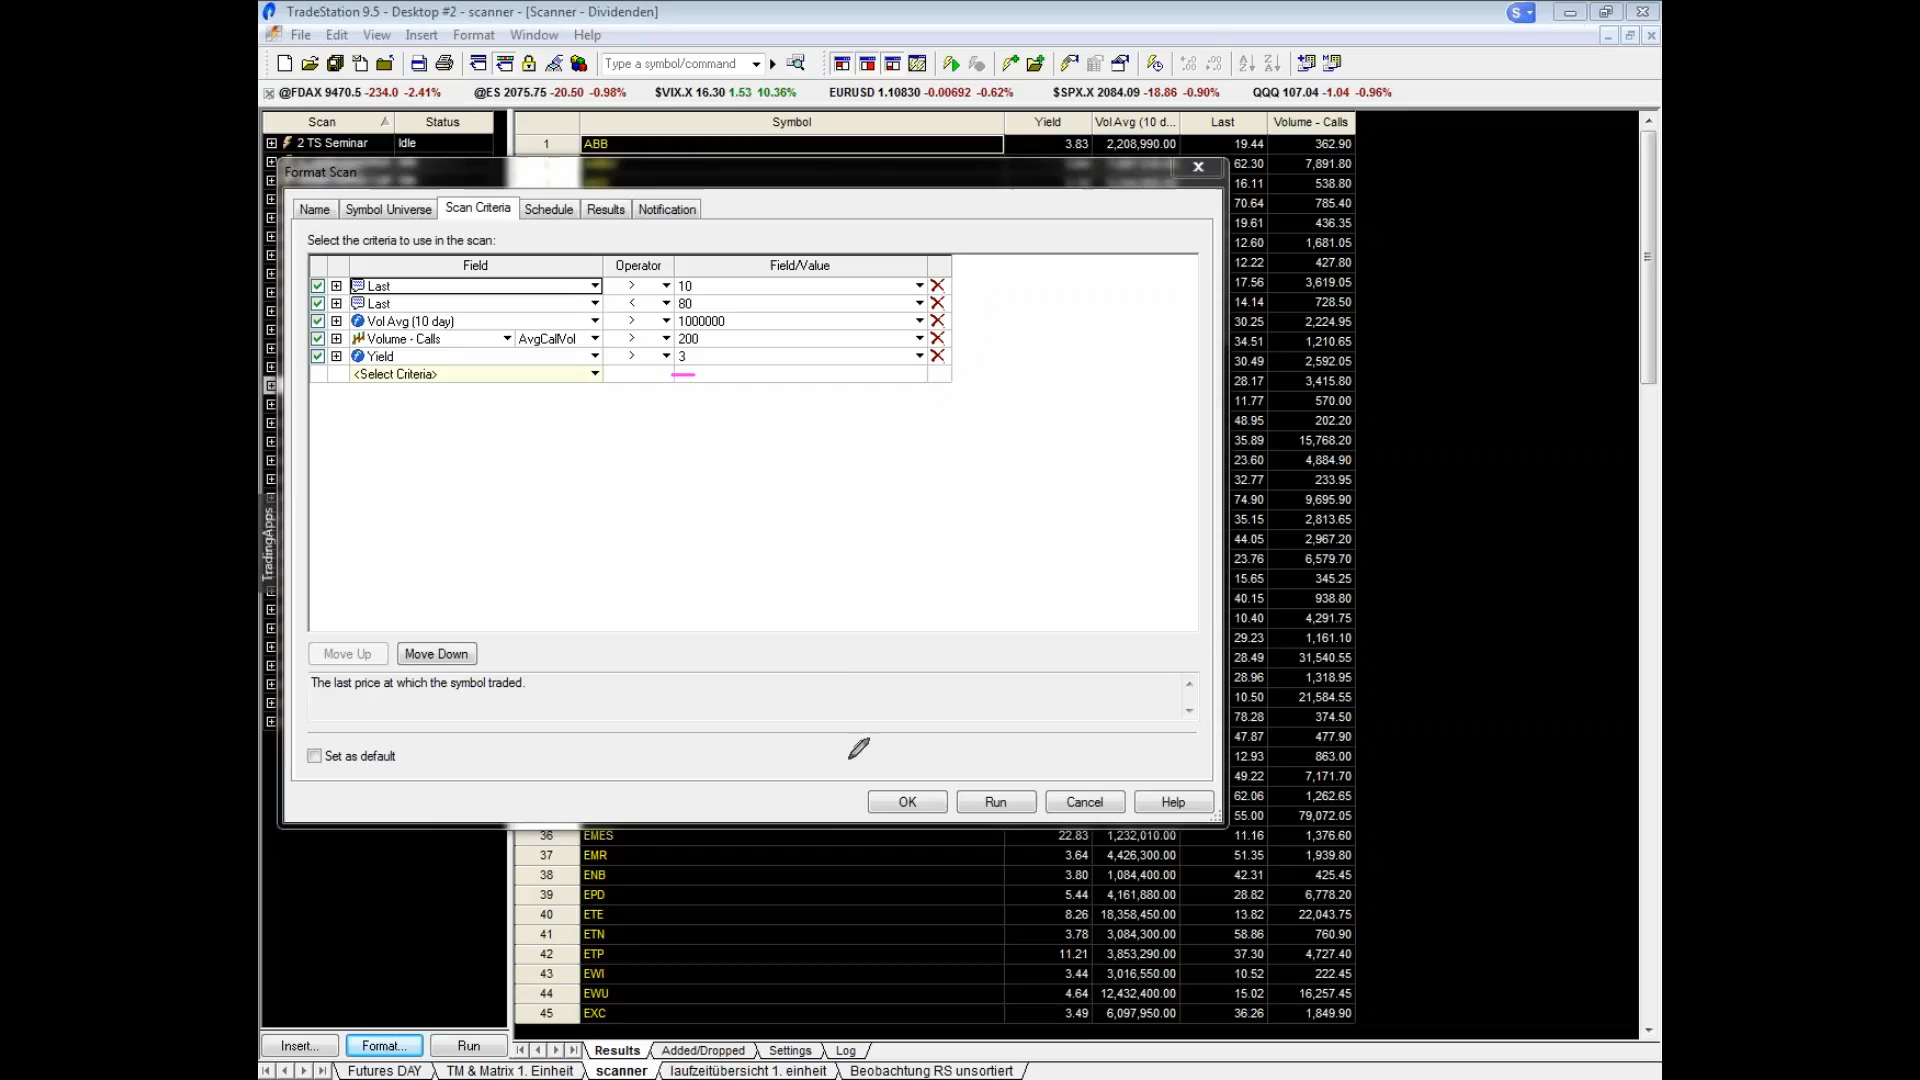 TradeStation 9.5 - Desktop #2 - scanner - [Scanner - Dividenden]
S
File Edit View Insert Format Window Help
Type a symbol/command
@FDAX 9470.5 -234.0 -2.41% @ES 2075.75 -20.50 -0.98% $VIX.X 16.30 1.53 10.36% EURUSD 1.10830 -0.00692 -0.62% $SPX.X 2084.09 -18.86 -0.90% QQQ 107.04 -1.04 -0.96%
Scan Status Symbol Yield Vol Avg (10 d... Last Volume - Calls
2 TS Seminar Idle 1 ABB 3.83 2,208,990.00 19.44 362.90
Format Scan
Name Symbol Universe Scan Criteria Schedule Results Notification
Select the criteria to use in the scan:
Field Operator Field/Value
Last > 10
Last < 80
Vol Avg (10 day) > 1000000
Volume - Calls AvgCallVol > 200
Yield > 3
<Select Criteria>
Move Up Move Down
The last price at which the symbol traded.
Set as default
OK Run Cancel Help
TradingApps
62.30 7,891.80
16.11 538.80
70.64 785.40
19.61 436.35
12.60 1,681.05
12.22 427.80
17.56 3,619.05
14.14 728.50
30.25 2,224.95
34.51 1,210.65
30.49 2,592.05
28.17 3,415.80
11.77 570.00
48.95 202.20
35.89 15,768.20
23.60 4,884.90
32.77 233.95
74.90 9,695.90
35.15 2,813.65
44.05 2,967.20
23.76 6,579.70
15.65 345.25
40.15 938.80
10.40 4,291.75
29.23 1,161.10
28.49 31,540.55
28.96 1,318.95
10.50 21,584.55
78.28 374.50
47.87 477.90
12.93 863.00
49.22 7,171.70
62.06 1,262.65
55.00 79,072.05
36 EMES 22.83 1,232,010.00 11.16 1,376.60
37 EMR 3.64 4,426,300.00 51.35 1,939.80
38 ENB 3.80 1,084,400.00 42.31 425.45
39 EPD 5.44 4,161,880.00 28.82 6,778.20
40 ETE 8.26 18,358,450.00 13.82 22,043.75
41 ETN 3.78 3,084,300.00 58.86 760.90
42 ETP 11.21 3,853,290.00 37.30 4,727.40
43 EWI 3.44 3,016,550.00 10.52 222.45
44 EWU 4.64 12,432,400.00 15.02 16,257.45
45 EXC 3.49 6,097,950.00 36.26 1,849.90
Insert... Format... Run Results Added/Dropped Settings Log
Futures DAY TM & Matrix 1. Einheit scanner laufzeitübersicht 1. einheit Beobachtung RS unsortiert